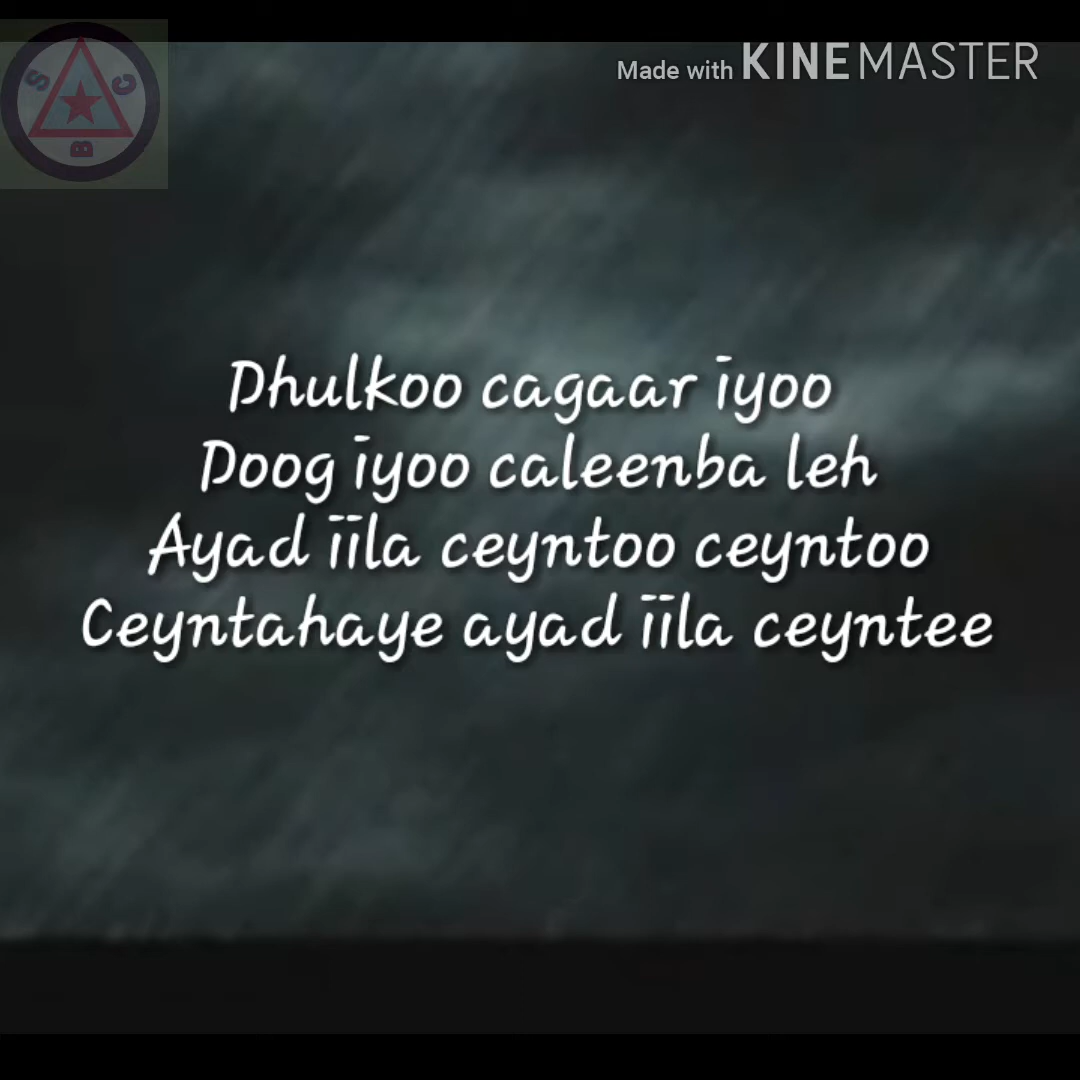 S C B
Made with KINEMASTER
Dhulkoo cagaar iyoo
Doog iyoo caleenba leh
Ayad iila ceyntoo ceyntoo
Ceyntahaye ayad iila ceyntee